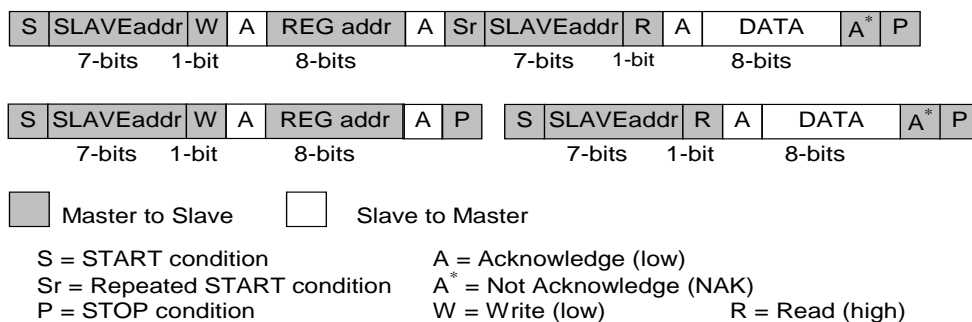 S SLAVEaddr W A REG addr A Sr SLAVEaddr R A DATA A* P
7-bits 1-bit 8-bits 7-bits 1-bit 8-bits
S SLAVEaddr W A REG addr A P S SLAVEaddr R A DATA A* P
7-bits 1-bit 8-bits 7-bits 1-bit 8-bits
Master to Slave Slave to Master
S = START condition A = Acknowledge (low)
Sr = Repeated START condition A* = Not Acknowledge (NAK)
P = STOP condition W = Write (low) R = Read (high)